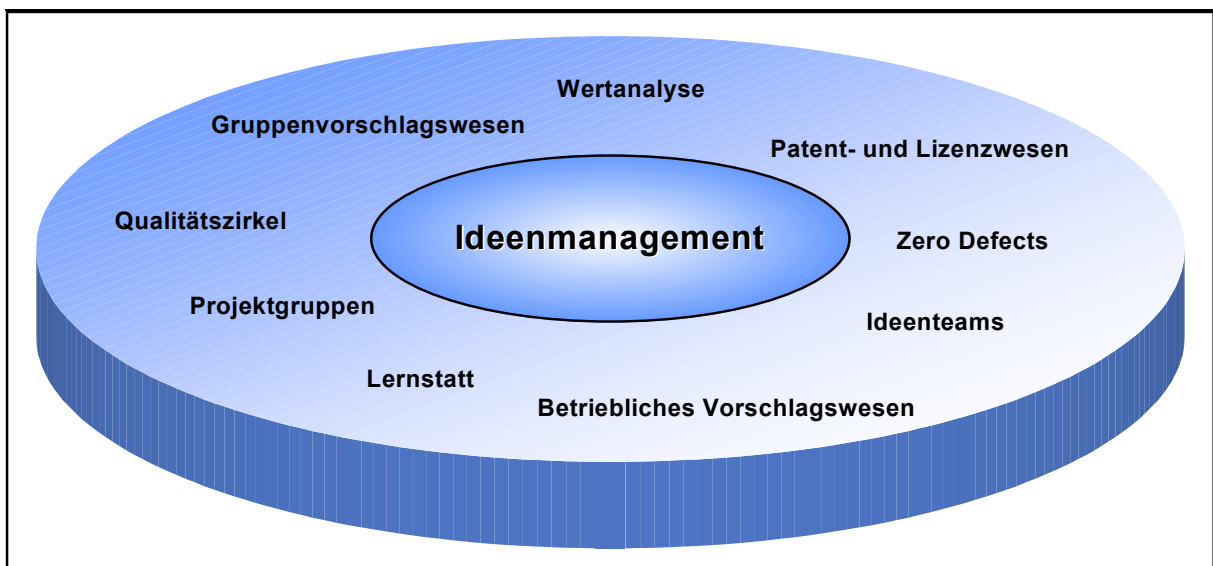 Wertanalyse
Gruppenvorschlagswesen
Patent- und Lizenzwesen
Qualitätszirkel
Ideenmanagement
Zero Defects
Projektgruppen
Ideenteams
Lernstatt
Betriebliches Vorschlagswesen